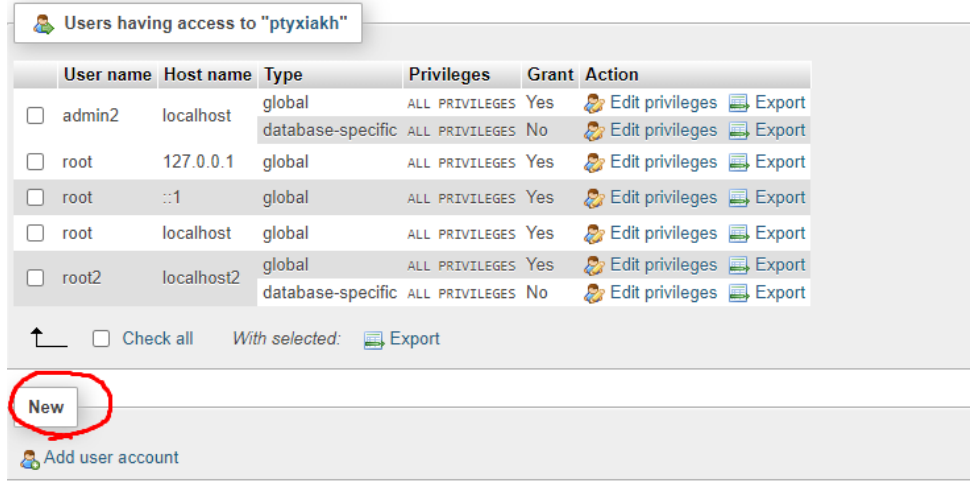 Users having access to "ptyxiakh"
User name Host name Type Privileges Grant Action
admin2 localhost global ALL PRIVILEGES Yes Edit privileges Export
database-specific ALL PRIVILEGES No Edit privileges Export
root 127.0.0.1 global ALL PRIVILEGES Yes Edit privileges Export
root ::1 global ALL PRIVILEGES Yes Edit privileges Export
root localhost global ALL PRIVILEGES Yes Edit privileges Export
root2 localhost2 global ALL PRIVILEGES Yes Edit privileges Export
database-specific ALL PRIVILEGES No Edit privileges Export
Check all With selected: Export
New
Add user account